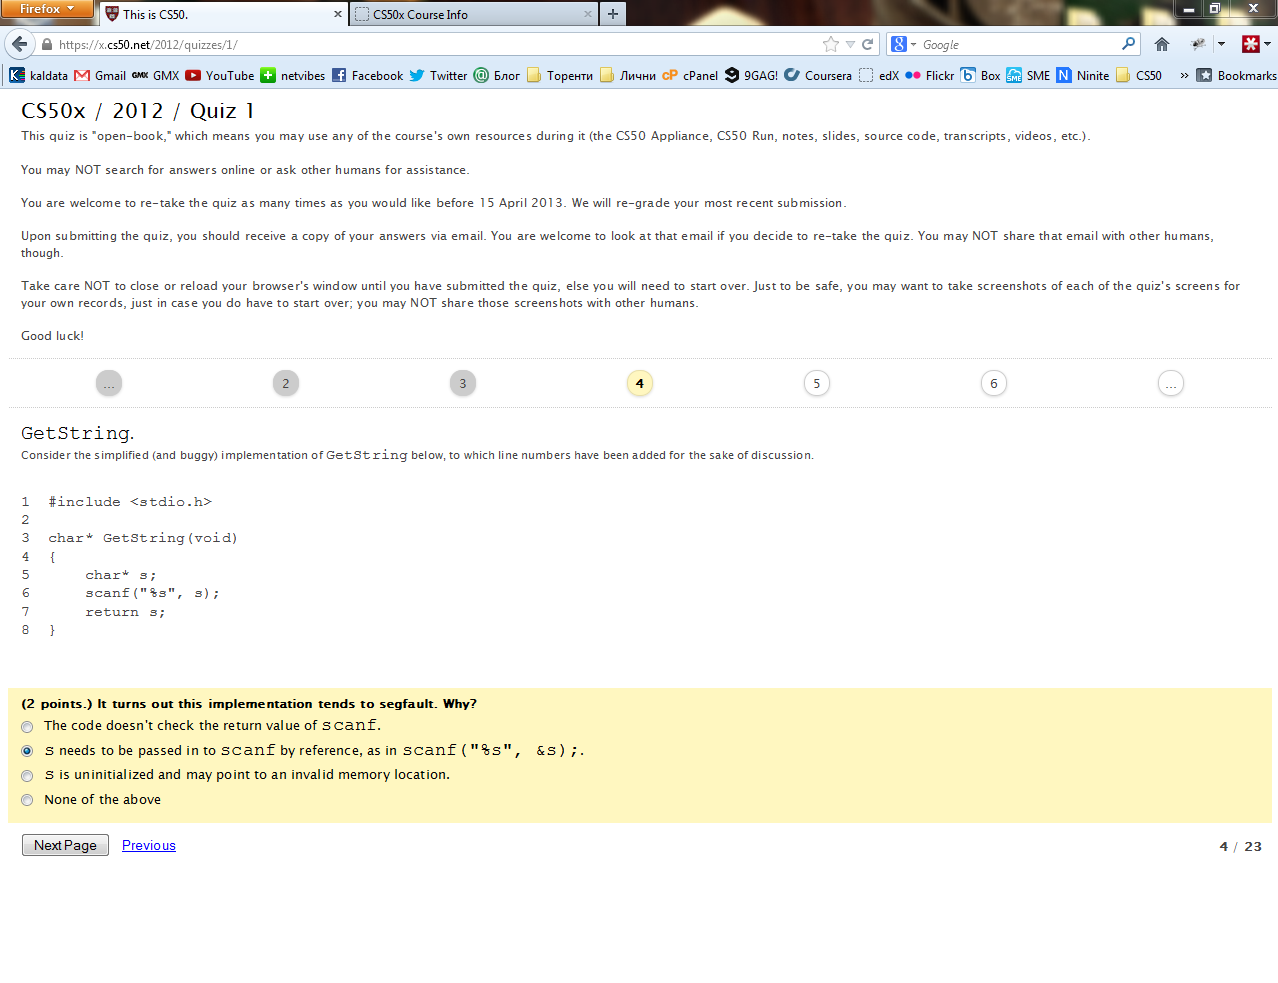 Firefox
This is CS50.
CS50x Course Info
https://x.cs50.net/2012/quizzes/1/
Google
kaldata Gmail GMX YouTube netvibes Facebook Twitter Блог Торенти Лични cPanel 9GAG! Coursera edX Flickr Box SME Ninite CS50 » Bookmarks
CS50x / 2012 / Quiz 1
This quiz is "open-book," which means you may use any of the course's own resources during it (the CS50 Appliance, CS50 Run, notes, slides, source code, transcripts, videos, etc.).
You may NOT search for answers online or ask other humans for assistance.
You are welcome to re-take the quiz as many times as you would like before 15 April 2013. We will re-grade your most recent submission.
Upon submitting the quiz, you should receive a copy of your answers via email. You are welcome to look at that email if you decide to re-take the quiz. You may NOT share that email with other humans,
though.
Take care NOT to close or reload your browser's window until you have submitted the quiz, else you will need to start over. Just to be safe, you may want to take screenshots of each of the quiz's screens for
your own records, just in case you do have to start over; you may NOT share those screenshots with other humans.
Good luck!
... 2 3 4 5 6 ...
GetString.
Consider the simplified (and buggy) implementation of GetString below, to which line numbers have been added for the sake of discussion.
1 #include <stdio.h>
2
3 char* GetString(void)
4 {
5 char* s;
6 scanf("%s", s);
7 return s;
8 }
(2 points.) It turns out this implementation tends to segfault. Why?
The code doesn't check the return value of scanf.
s needs to be passed in to scanf by reference, as in scanf("%s", &s);.
s is uninitialized and may point to an invalid memory location.
None of the above
Next Page Previous
4 / 23